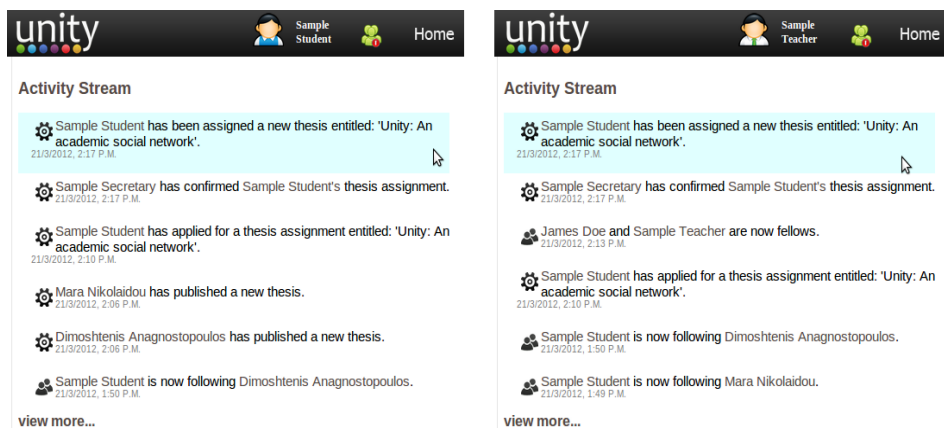 unity
Sample
Student
Home
Activity Stream
Sample Student has been assigned a new thesis entitled: 'Unity: An
academic social network'.
21/3/2012, 2:17 P.M.
Sample Secretary has confirmed Sample Student's thesis assignment.
21/3/2012, 2:17 P.M.
Sample Student has applied for a thesis assignment entitled: 'Unity: An
academic social network'.
21/3/2012, 2:10 P.M.
Mara Nikolaidou has published a new thesis.
21/3/2012, 2:06 P.M.
Dimoshtenis Anagnostopoulos has published a new thesis.
21/3/2012, 2:06 P.M.
Sample Student is now following Dimoshtenis Anagnostopoulos.
21/3/2012, 1:50 P.M.
view more...
unity
Sample
Teacher
Home
Activity Stream
Sample Student has been assigned a new thesis entitled: 'Unity: An
academic social network'.
21/3/2012, 2:17 P.M.
Sample Secretary has confirmed Sample Student's thesis assignment.
21/3/2012, 2:17 P.M.
James Doe and Sample Teacher are now fellows.
21/3/2012, 2:13 P.M.
Sample Student has applied for a thesis assignment entitled: 'Unity: An
academic social network'.
21/3/2012, 2:10 P.M.
Sample Student is now following Dimoshtenis Anagnostopoulos.
21/3/2012, 1:50 P.M.
Sample Student is now following Mara Nikolaidou.
21/3/2012, 1:49 P.M.
view more...